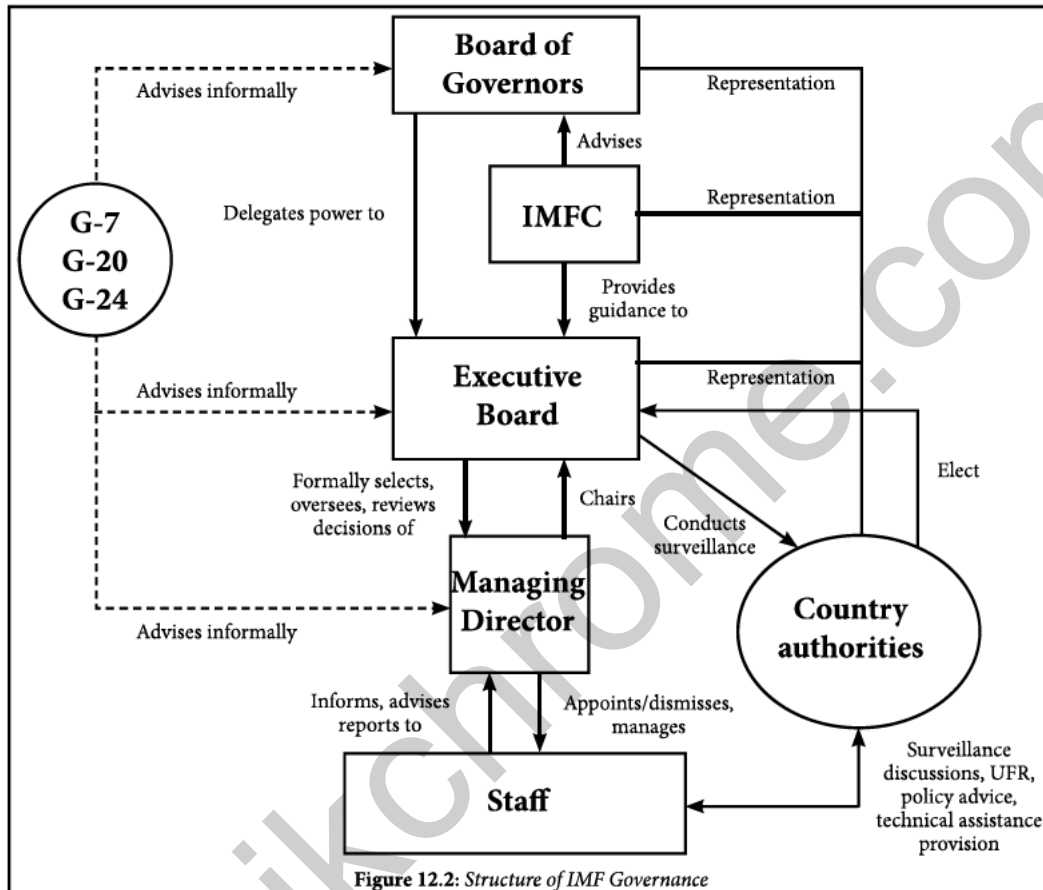 Board of
Governors
Advises informally
Representation
Advises
G-7
G-20
G-24
Delegates power to
IMFC
Representation
Provides
guidance to
Executive
Board
Advises informally
Representation
Elect
Formally selects,
oversees, reviews
decisions of
Chairs
Conducts
surveillance
Managing
Director
Country
authorities
Advises informally
Informs, advises
reports to
Appoints/dismisses,
manages
Staff
Surveillance
discussions, UFR,
policy advice,
technical assistance
provision
Figure 12.2: Structure of IMF Governance
ikchrome.com